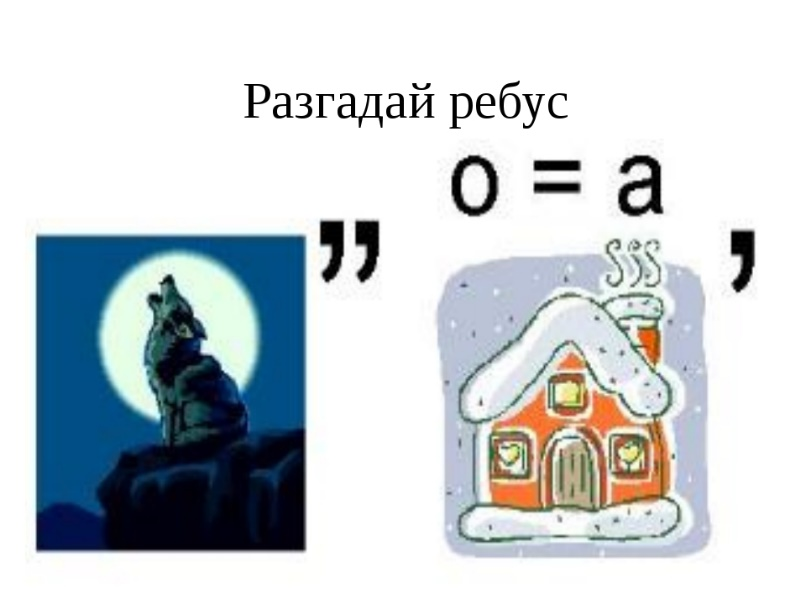 Разгадай ребус
о = а
,, ,